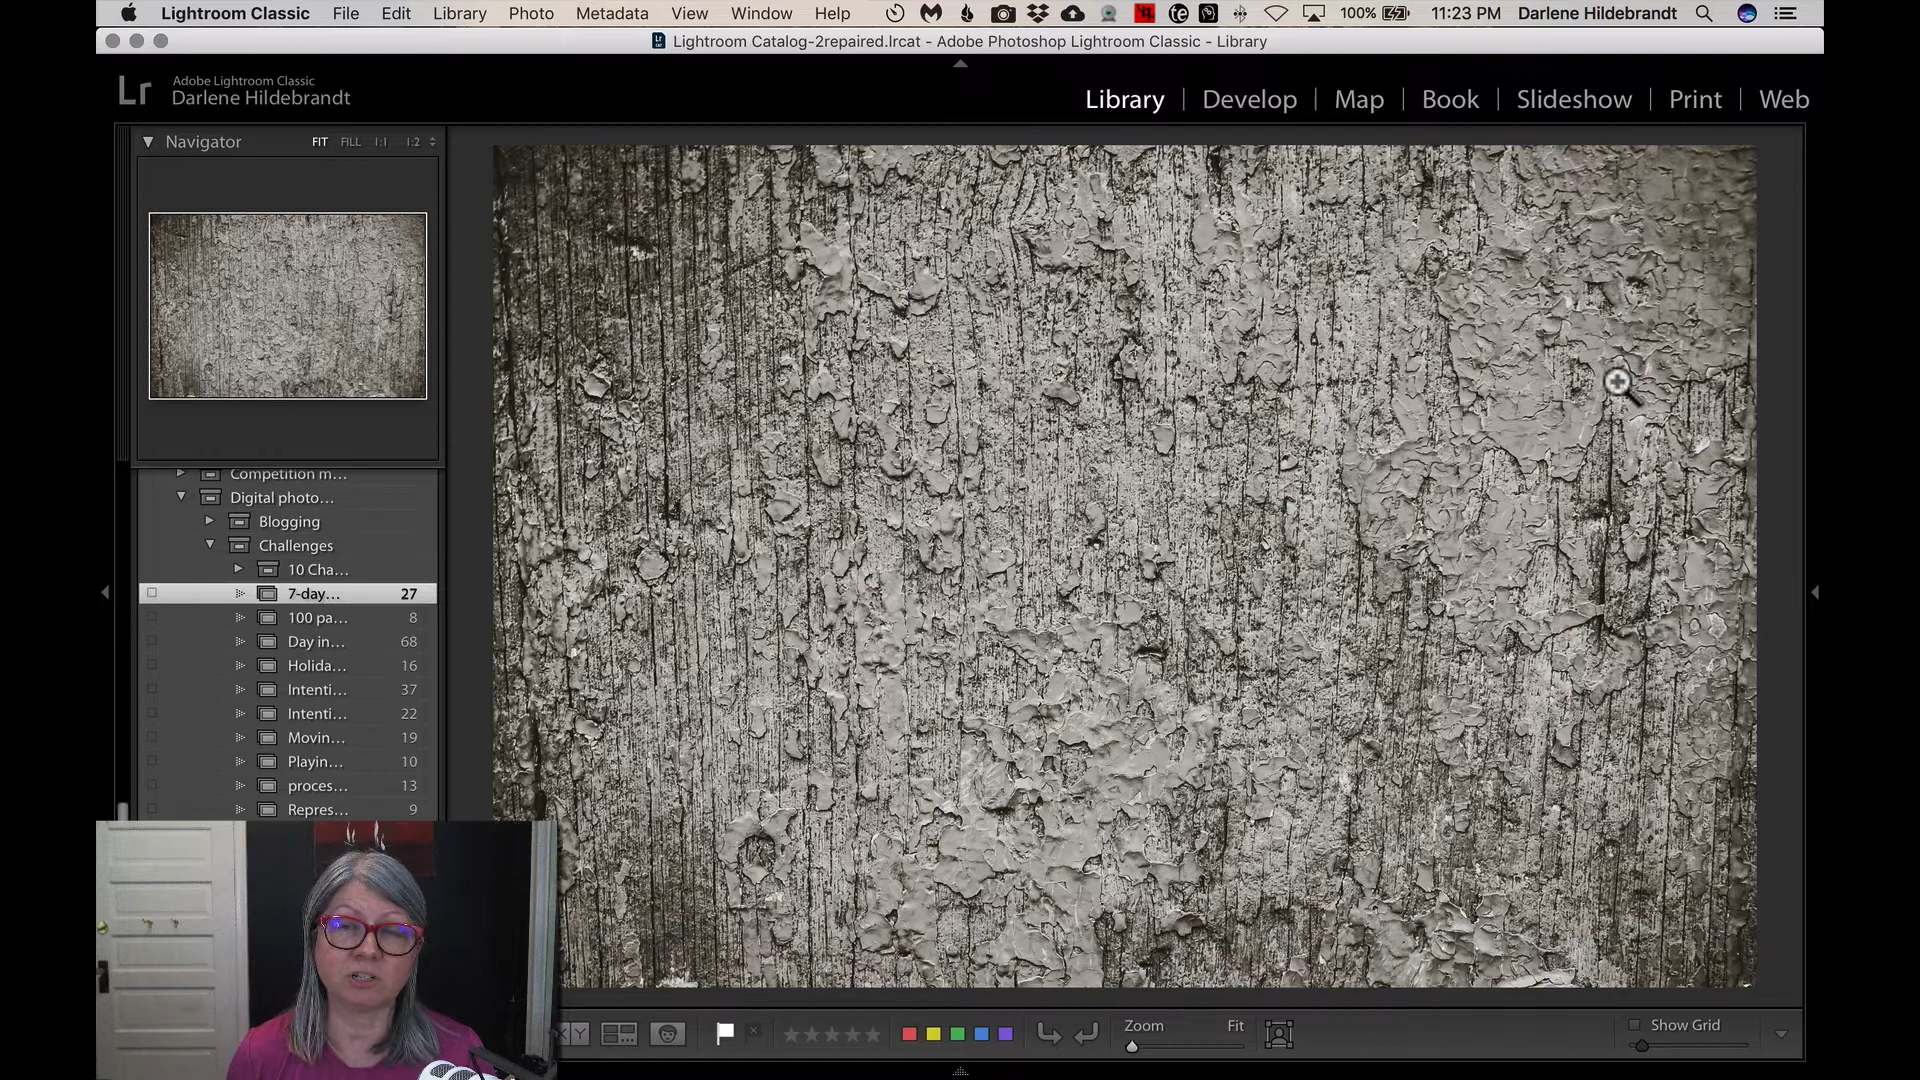 Lightroom Classic File Edit Library Photo Metadata View Window Help te 100% 11:23 PM Darlene Hildebrandt
Lr Lightroom Catalog-2repaired.lrcat - Adobe Photoshop Lightroom Classic - Library
Lr
Adobe Lightroom Classic
Darlene Hildebrandt
Library | Develop | Map | Book | Slideshow | Print | Web
Navigator FIT FILL 1:1 1:2
Competition m...
Digital photo...
Blogging
Challenges
10 Cha...
7-day... 27
100 pa... 8
Day in... 68
Holida... 16
Intenti... 37
Intenti... 22
Movin... 19
Playin... 10
proces... 13
Repres... 9
X Y
Zoom Fit
Show Grid